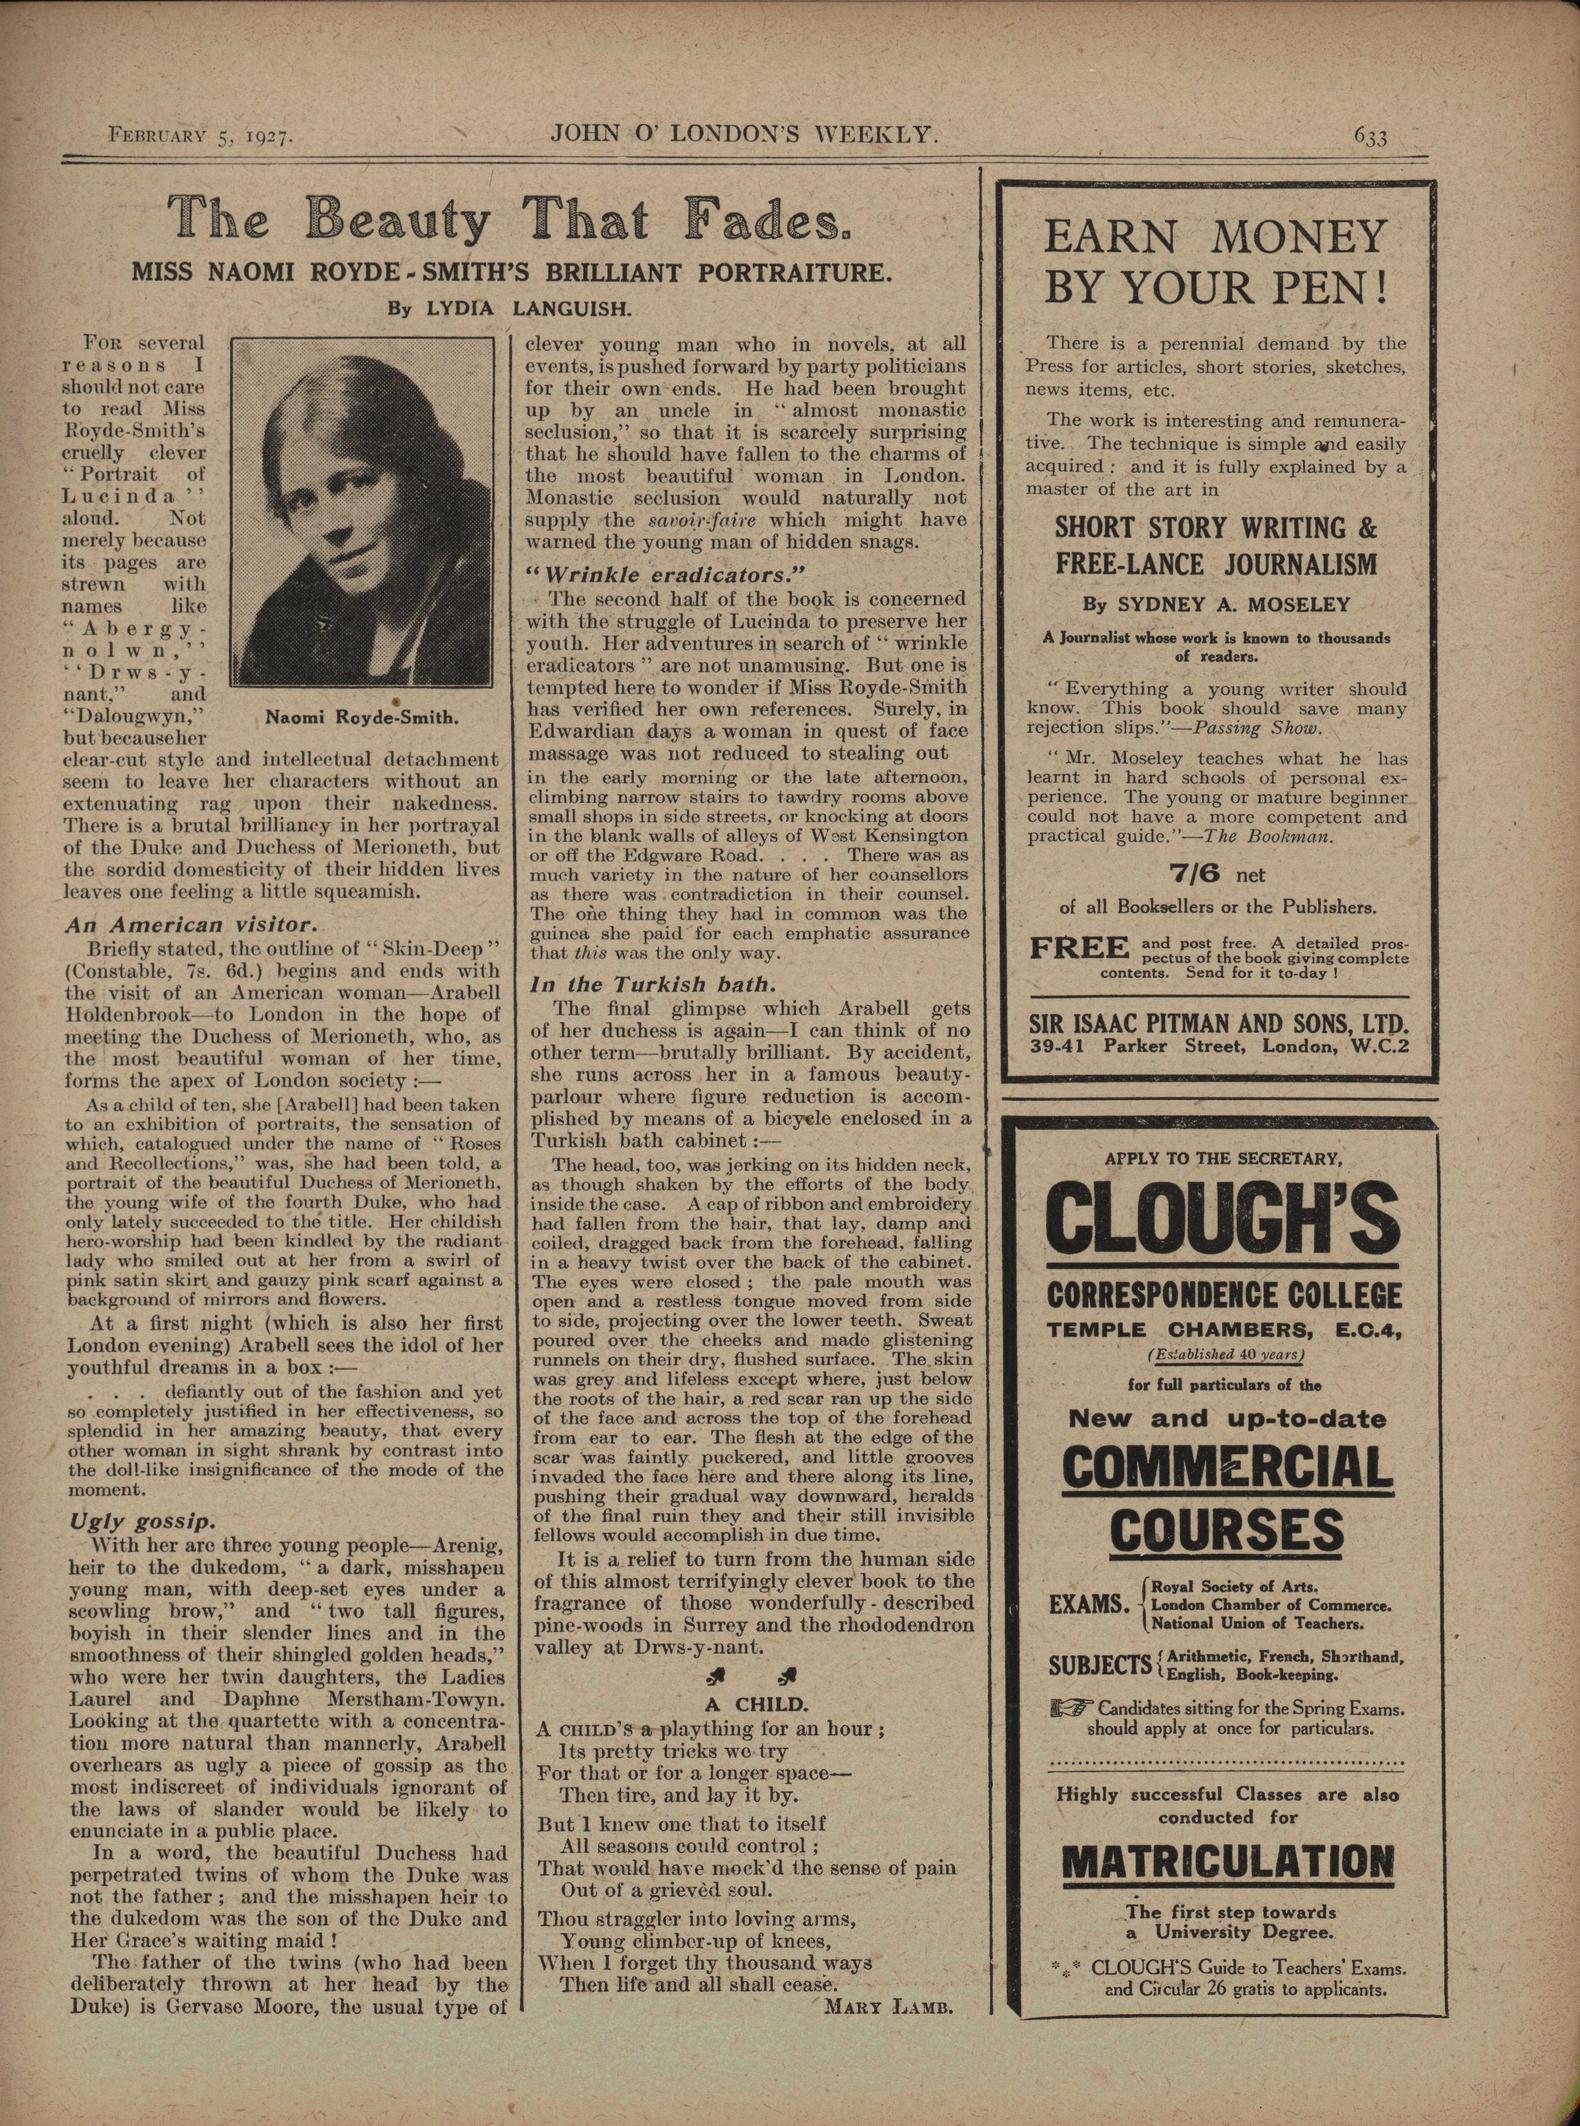 FEBRUARY 5, 1927.
JOHN O' LONDON'S WEEKLY.
633
The Beauty That Fades.
MISS NAOMI ROYDE-SMITH'S BRILLIANT PORTRAITURE.
By LYDIA LANGUISH.
FOR several
reasons I
should not care
to read Miss
Royde-Smith's
cruelly clever
"Portrait of
Lucinda"
aloud. Not
merely because
its pages are
strewn with
names like
"Abergy-
nolwn,"
"Drws-y-
nant," and
"Dalougwyn,"
but because her
Naomi Royde-Smith.
clear-cut style and intellectual detachment
seem to leave her characters without an
extenuating rag upon their nakedness.
There is a brutal brilliancy in her portrayal
of the Duke and Duchess of Merioneth, but
the sordid domesticity of their hidden lives
leaves one feeling a little squeamish.
An American visitor.
Briefly stated, the outline of "Skin-Deep"
(Constable, 7s. 6d.) begins and ends with
the visit of an American woman—Arabell
Holdenbrook—to London in the hope of
meeting the Duchess of Merioneth, who, as
the most beautiful woman of her time,
forms the apex of London society :—
As a child of ten, she [Arabell] had been taken
to an exhibition of portraits, the sensation of
which, catalogued under the name of "Roses
and Recollections," was, she had been told, a
portrait of the beautiful Duchess of Merioneth,
the young wife of the fourth Duke, who had
only lately succeeded to the title. Her childish
hero-worship had been kindled by the radiant
lady who smiled out at her from a swirl of
pink satin skirt and gauzy pink scarf against a
background of mirrors and flowers.
At a first night (which is also her first
London evening) Arabell sees the idol of her
youthful dreams in a box :—
. . . defiantly out of the fashion and yet
so completely justified in her effectiveness, so
splendid in her amazing beauty, that every
other woman in sight shrank by contrast into
the doll-like insignificance of the mode of the
moment.
Ugly gossip.
With her are three young people—Arenig,
heir to the dukedom, "a dark, misshapen
young man, with deep-set eyes under a
scowling brow," and "two tall figures,
boyish in their slender lines and in the
smoothness of their shingled golden heads,"
who were her twin daughters, the Ladies
Laurel and Daphne Merstham-Towyn.
Looking at the quartette with a concentra-
tion more natural than mannerly, Arabell
overhears as ugly a piece of gossip as the
most indiscreet of individuals ignorant of
the laws of slander would be likely to
enunciate in a public place.
In a word, the beautiful Duchess had
perpetrated twins of whom the Duke was
not the father ; and the misshapen heir to
the dukedom was the son of the Duke and
Her Grace's waiting maid !
The father of the twins (who had been
deliberately thrown at her head by the
Duke) is Gervase Moore, the usual type of
clever young man who in novels, at all
events, is pushed forward by party politicians
for their own ends. He had been brought
up by an uncle in "almost monastic
seclusion," so that it is scarcely surprising
that he should have fallen to the charms of
the most beautiful woman in London.
Monastic seclusion would naturally not
supply the savoir-faire which might have
warned the young man of hidden snags.
"Wrinkle eradicators."
The second half of the book is concerned
with the struggle of Lucinda to preserve her
youth. Her adventures in search of "wrinkle
eradicators" are not unamusing. But one is
tempted here to wonder if Miss Royde-Smith
has verified her own references. Surely, in
Edwardian days a woman in quest of face
massage was not reduced to stealing out
in the early morning or the late afternoon,
climbing narrow stairs to tawdry rooms above
small shops in side streets, or knocking at doors
in the blank walls of alleys of West Kensington
or off the Edgware Road. . . . There was as
much variety in the nature of her counsellors
as there was contradiction in their counsel.
The one thing they had in common was the
guinea she paid for each emphatic assurance
that this was the only way.
In the Turkish bath.
The final glimpse which Arabell gets
of her duchess is again—I can think of no
other term—brutally brilliant. By accident,
she runs across her in a famous beauty-
parlour where figure reduction is accom-
plished by means of a bicycle enclosed in a
Turkish bath cabinet :—
The head, too, was jerking on its hidden neck,
as though shaken by the efforts of the body
inside the case. A cap of ribbon and embroidery
had fallen from the hair, that lay, damp and
coiled, dragged back from the forehead, falling
in a heavy twist over the back of the cabinet.
The eyes were closed ; the pale mouth was
open and a restless tongue moved from side
to side, projecting over the lower teeth. Sweat
poured over the cheeks and made glistening
runnels on their dry, flushed surface. The skin
was grey and lifeless except where, just below
the roots of the hair, a red scar ran up the side
of the face and across the top of the forehead
from ear to ear. The flesh at the edge of the
scar was faintly puckered, and little grooves
invaded the face here and there along its line,
pushing their gradual way downward, heralds
of the final ruin they and their still invisible
fellows would accomplish in due time.
It is a relief to turn from the human side
of this almost terrifyingly clever book to the
fragrance of those wonderfully-described
pine-woods in Surrey and the rhododendron
valley at Drws-y-nant.
A CHILD.
A CHILD'S a plaything for an hour ;
Its pretty tricks we try
For that or for a longer space—
Then tire, and lay it by.
But I knew one that to itself
All seasons could control ;
That would have mock'd the sense of pain
Out of a grievèd soul.
Thou straggler into loving arms,
Young climber-up of knees,
When I forget thy thousand ways
Then life and all shall cease.
MARY LAMB.
EARN MONEY
BY YOUR PEN!
There is a perennial demand by the
Press for articles, short stories, sketches,
news items, etc.
The work is interesting and remunera-
tive. The technique is simple and easily
acquired : and it is fully explained by a
master of the art in
SHORT STORY WRITING &
FREE-LANCE JOURNALISM
By SYDNEY A. MOSELEY
A Journalist whose work is known to thousands
of readers.
"Everything a young writer should
know. This book should save many
rejection slips."—Passing Show.
"Mr. Moseley teaches what he has
learnt in hard schools of personal ex-
perience. The young or mature beginner
could not have a more competent and
practical guide."—The Bookman.
7/6 net
of all Booksellers or the Publishers.
FREE and post free. A detailed pros-
pectus of the book giving complete
contents. Send for it to-day !
SIR ISAAC PITMAN AND SONS, LTD.
39-41 Parker Street, London, W.C.2
APPLY TO THE SECRETARY,
CLOUGH'S
CORRESPONDENCE COLLEGE
TEMPLE CHAMBERS, E.C.4,
(Established 40 years)
for full particulars of the
New and up-to-date
COMMERCIAL
COURSES
EXAMS. Royal Society of Arts.
London Chamber of Commerce.
National Union of Teachers.
SUBJECTS Arithmetic, French, Shorthand,
English, Book-keeping.
☞ Candidates sitting for the Spring Exams.
should apply at once for particulars.
Highly successful Classes are also
conducted for
MATRICULATION
The first step towards
a University Degree.
*⁎* CLOUGH'S Guide to Teachers' Exams.
and Circular 26 gratis to applicants.